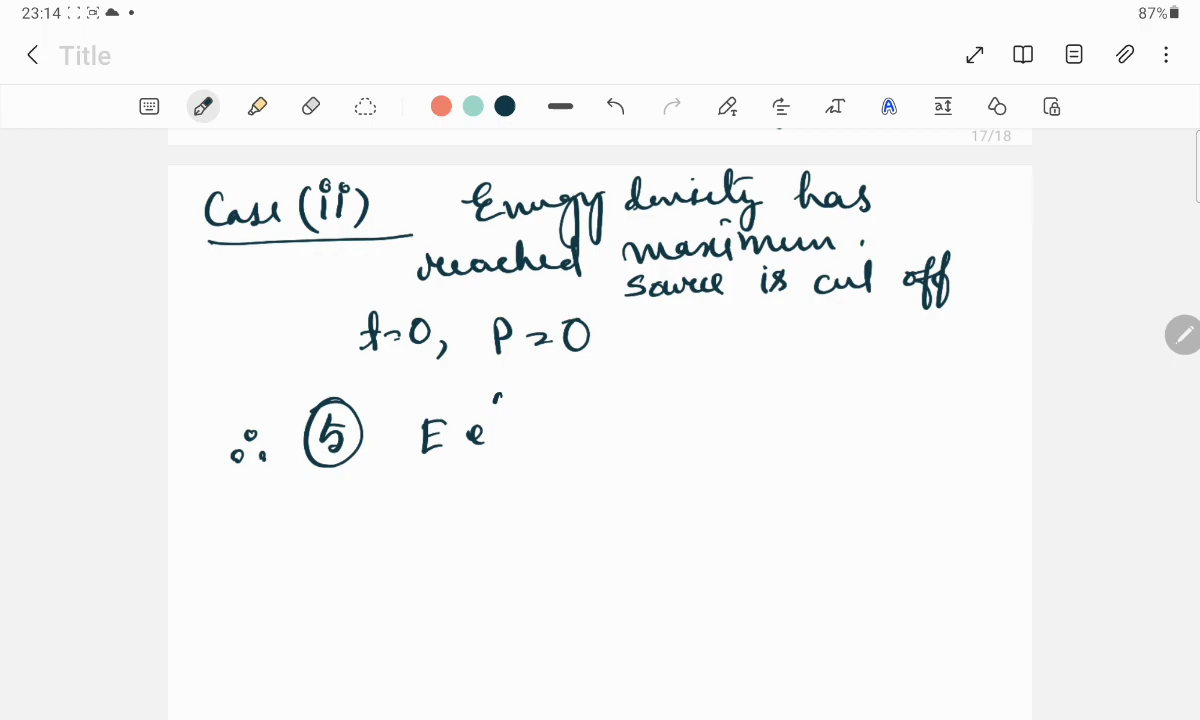 23:14
87%
Title
17/18
Case (ii) Energy density has
reached maximum.
source is cut off
t=0, P=0
∴ (5) E e